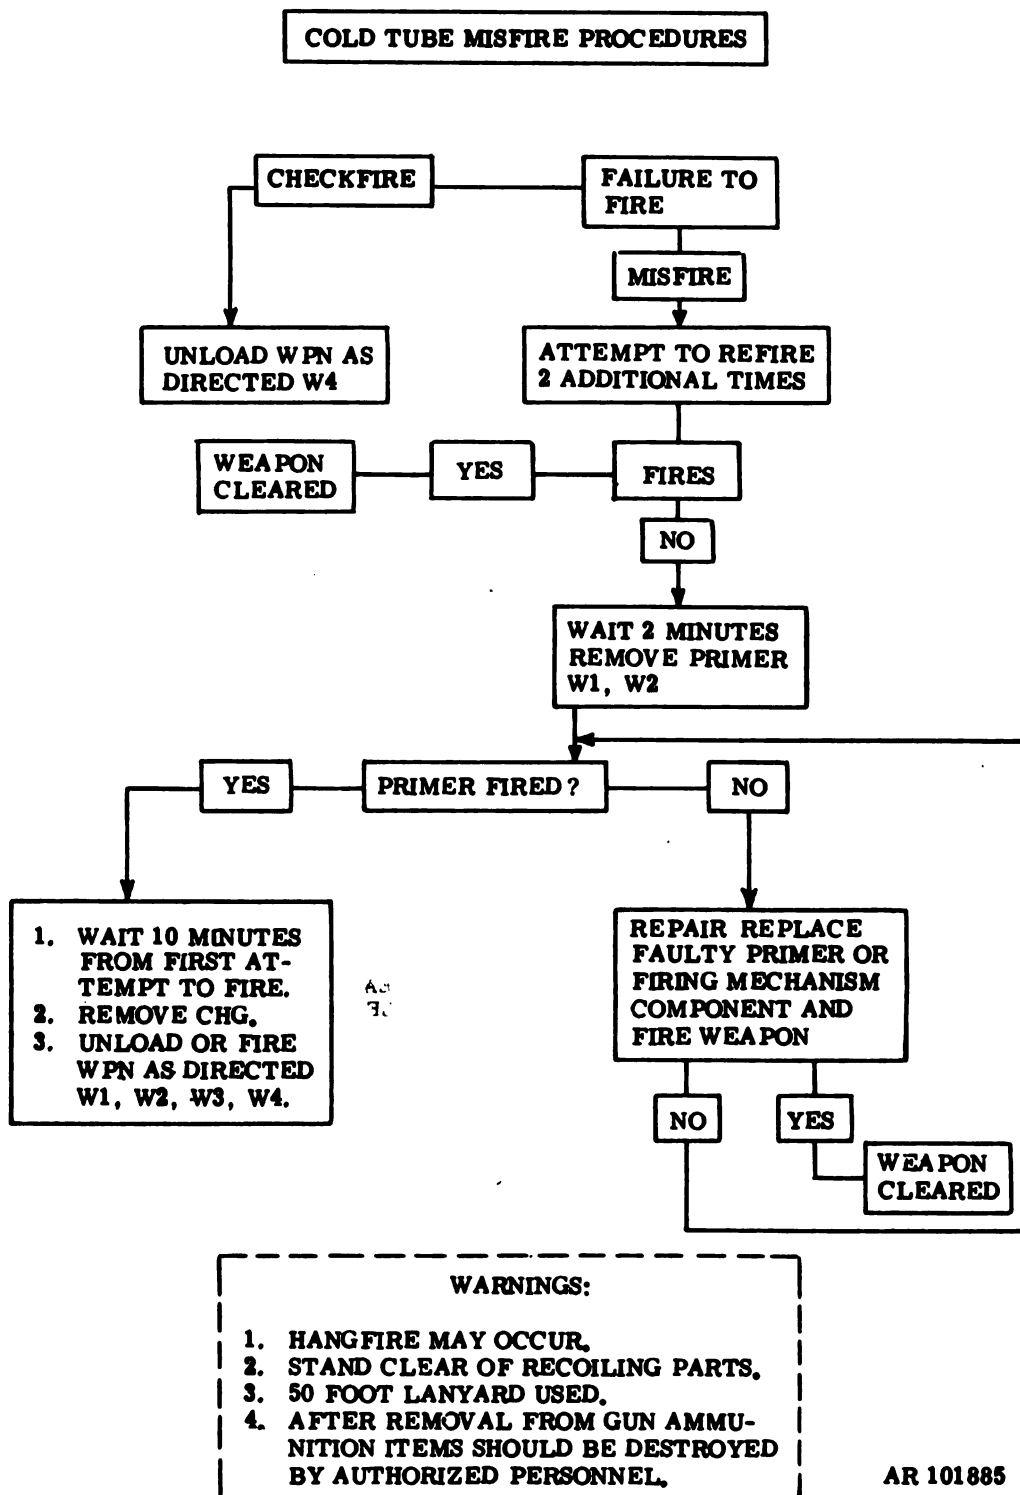 COLD TUBE MISFIRE PROCEDURES
CHECKFIRE
FAILURE TO
FIRE
MISFIRE
UNLOAD WPN AS
DIRECTED W4
ATTEMPT TO REFIRE
2 ADDITIONAL TIMES
WEAPON
CLEARED
YES
FIRES
NO
WAIT 2 MINUTES
REMOVE PRIMER
W1, W2
YES
PRIMER FIRED?
NO
1. WAIT 10 MINUTES
FROM FIRST AT-
TEMPT TO FIRE.
2. REMOVE CHG.
3. UNLOAD OR FIRE
WPN AS DIRECTED
W1, W2, W3, W4.
REPAIR REPLACE
FAULTY PRIMER OR
FIRING MECHANISM
COMPONENT AND
FIRE WEAPON
NO
YES
WEAPON
CLEARED
WARNINGS:
1. HANGFIRE MAY OCCUR.
2. STAND CLEAR OF RECOILING PARTS.
3. 50 FOOT LANYARD USED.
4. AFTER REMOVAL FROM GUN AMMU-
NITION ITEMS SHOULD BE DESTROYED
BY AUTHORIZED PERSONNEL.
AR 101885